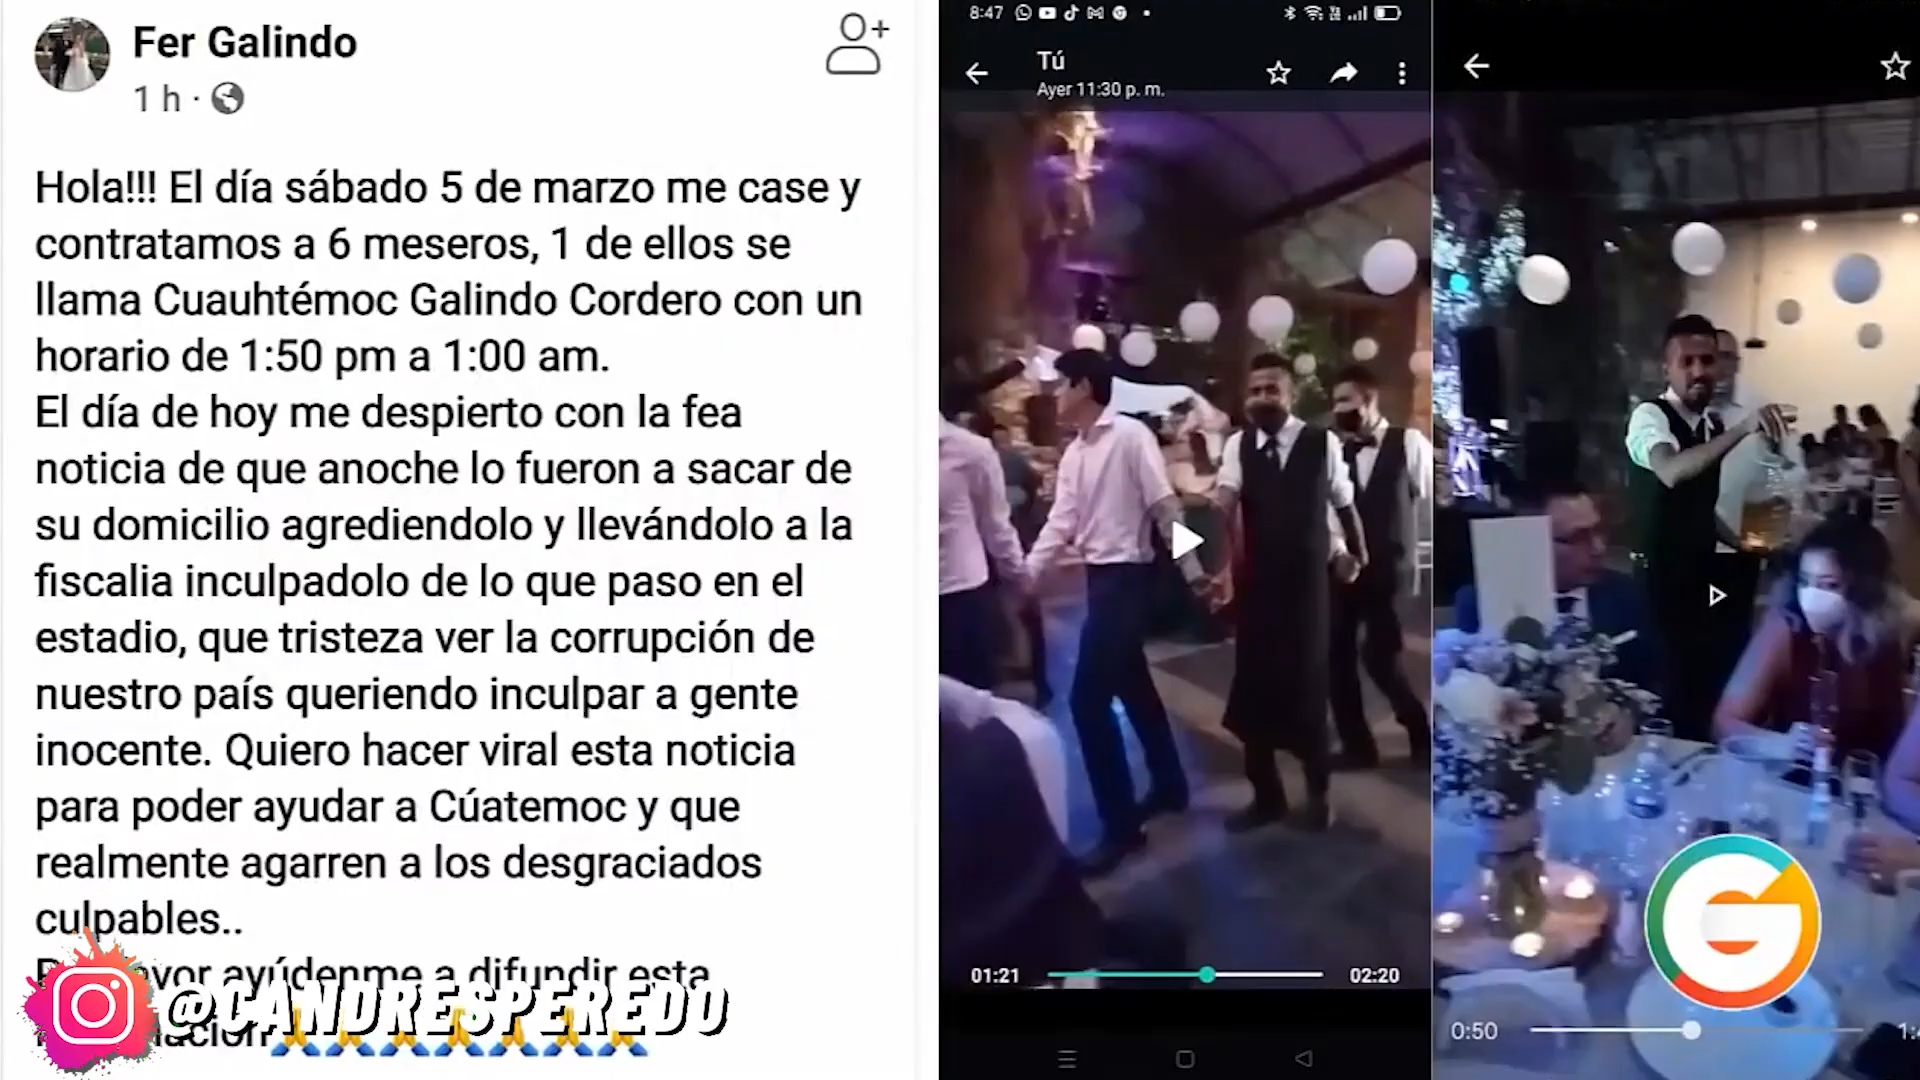 Fer Galindo
1 h ·
Hola!!! El día sábado 5 de marzo me case y
contratamos a 6 meseros, 1 de ellos se
llama Cuauhtémoc Galindo Cordero con un
horario de 1:50 pm a 1:00 am.
El día de hoy me despierto con la fea
noticia de que anoche lo fueron a sacar de
su domicilio agrediendolo y llevándolo a la
fiscalia inculpadolo de lo que paso en el
estadio, que tristeza ver la corrupción de
nuestro país queriendo inculpar a gente
inocente. Quiero hacer viral esta noticia
para poder ayudar a Cúatemoc y que
realmente agarren a los desgraciados
culpables..
ayúdenme a difundir esta
@CANDRESPEREDO
8:47
Tú
Ayer 11:30 p. m.
01:21
02:20
0:50
G